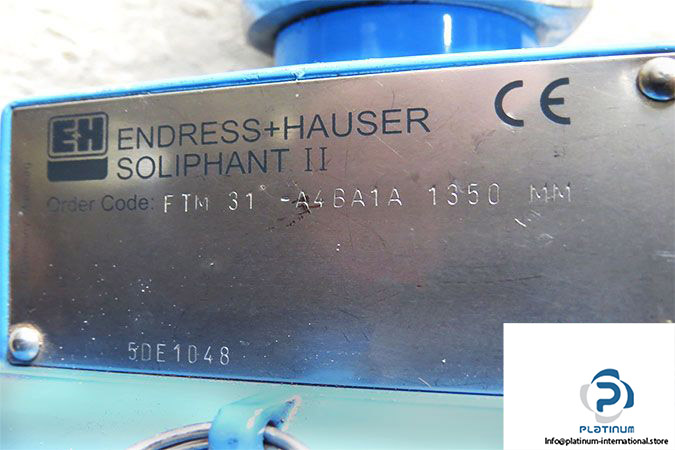 E+H ENDRESS+HAUSER CE
SOLIPHANT II
Order Code: FTM 31 -A4BA1A 1350 MM
5DE1048
PLATINUM
Info@platinum-international.store